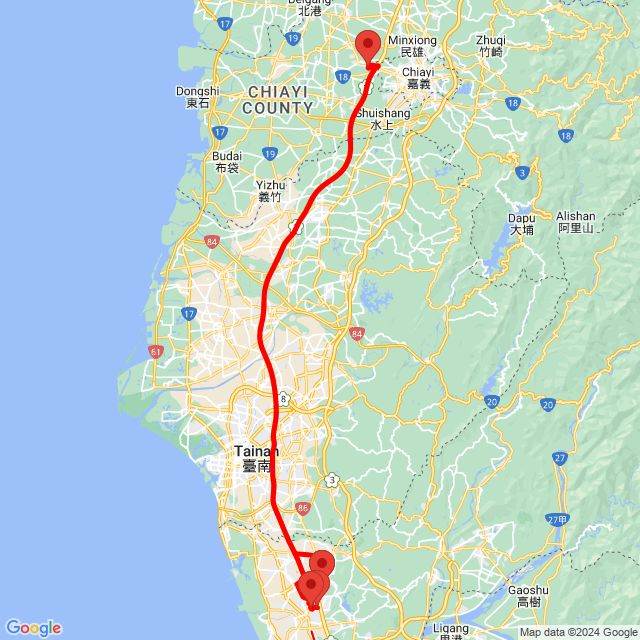 Deigang
北港
61
Minxiong
民雄
Zhuqi
竹崎
1
18
Chiayi
嘉義
Dongshi
東石
CHIAYI
COUNTY
18
Shuishang
水上
17
18
19
Budai
布袋
3
Yizhu
義竹
Dapu
大埔
Alishan
阿里山
84
17
84
61
8
20
20
Tainan
臺南
27
3
86
27甲
Gaoshu
高樹
Ligang
里港
Google
Map data ©2024 Google